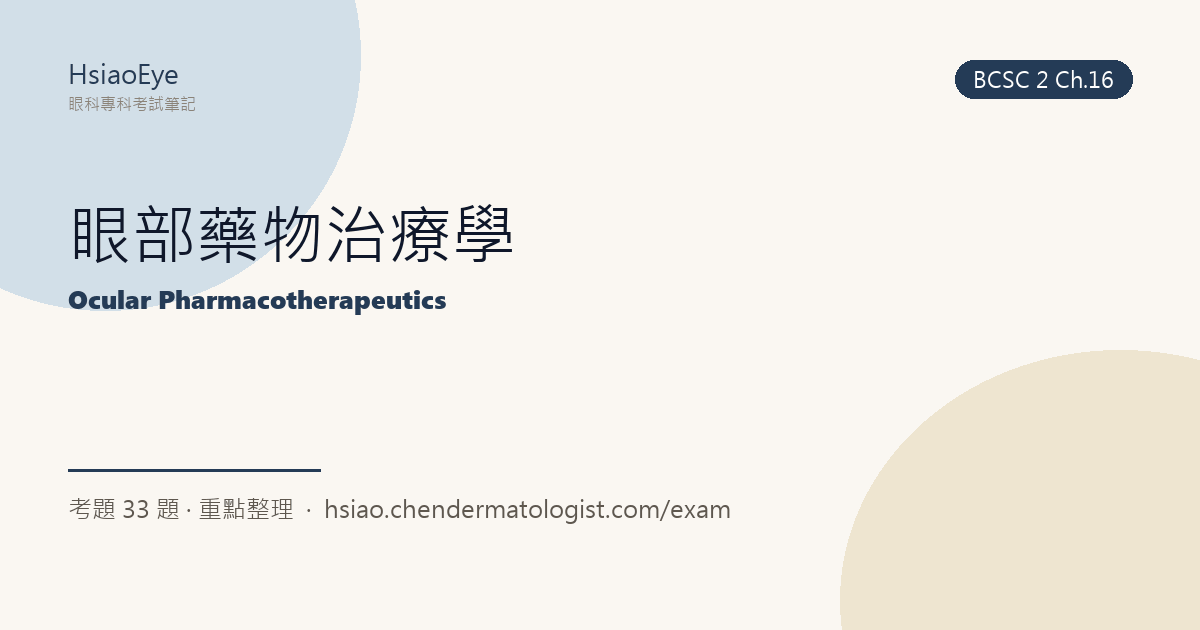 HsiaoEye
眼科專科考試筆記
BCSC 2 Ch.16
眼部藥物治療學
Ocular Pharmacotherapeutics
考題 33 題 · 重點整理 · hsiao.chendermatologist.com/exam